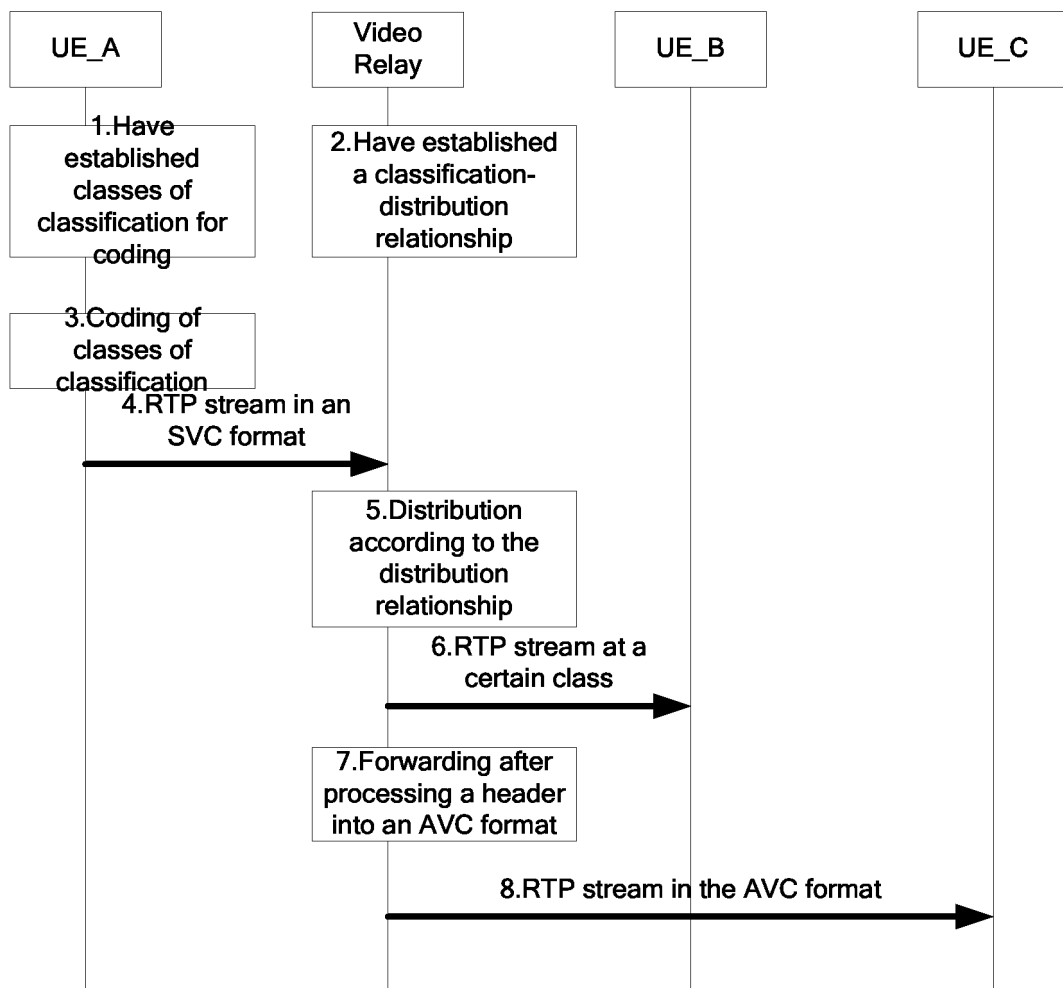 UE_A
Video
Relay
UE_B
UE_C
1.Have
established
classes of
classification for
coding
2.Have established
a classification-
distribution
relationship
3.Coding of
classes of
classification
4.RTP stream in an
SVC format
5.Distribution
according to the
distribution
relationship
6.RTP stream at a
certain class
7.Forwarding after
processing a header
into an AVC format
8.RTP stream in the AVC format